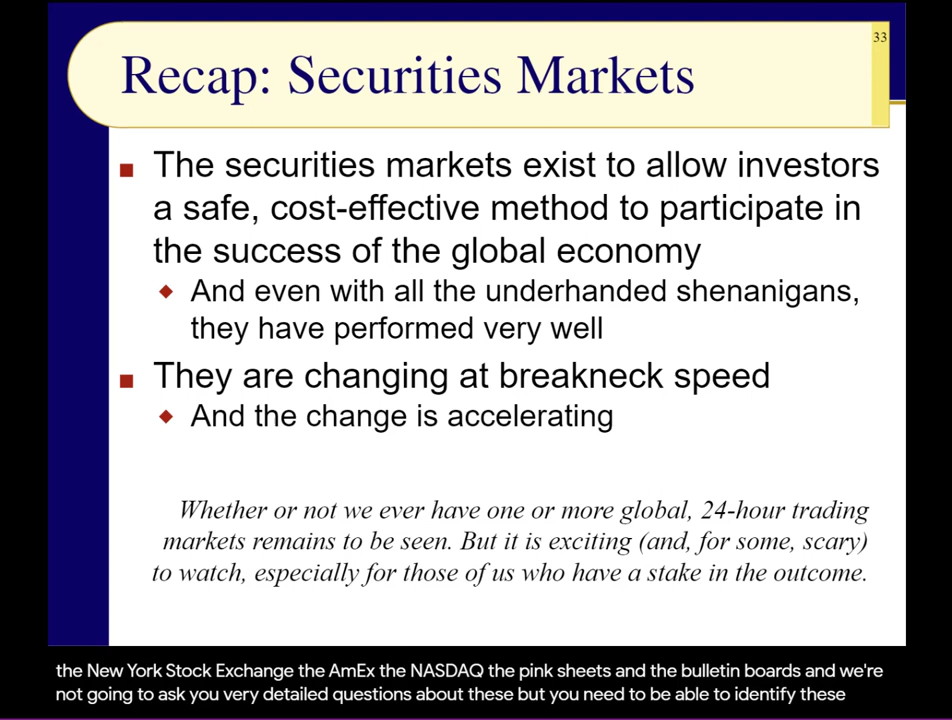 33
Recap: Securities Markets
The securities markets exist to allow investors
a safe, cost-effective method to participate in
the success of the global economy
And even with all the underhanded shenanigans,
they have performed very well
They are changing at breakneck speed
And the change is accelerating
Whether or not we ever have one or more global, 24-hour trading
markets remains to be seen. But it is exciting (and, for some, scary)
to watch, especially for those of us who have a stake in the outcome.
the New York Stock Exchange the AmEx the NASDAQ the pink sheets and the bulletin boards and we're
not going to ask you very detailed questions about these but you need to be able to identify these